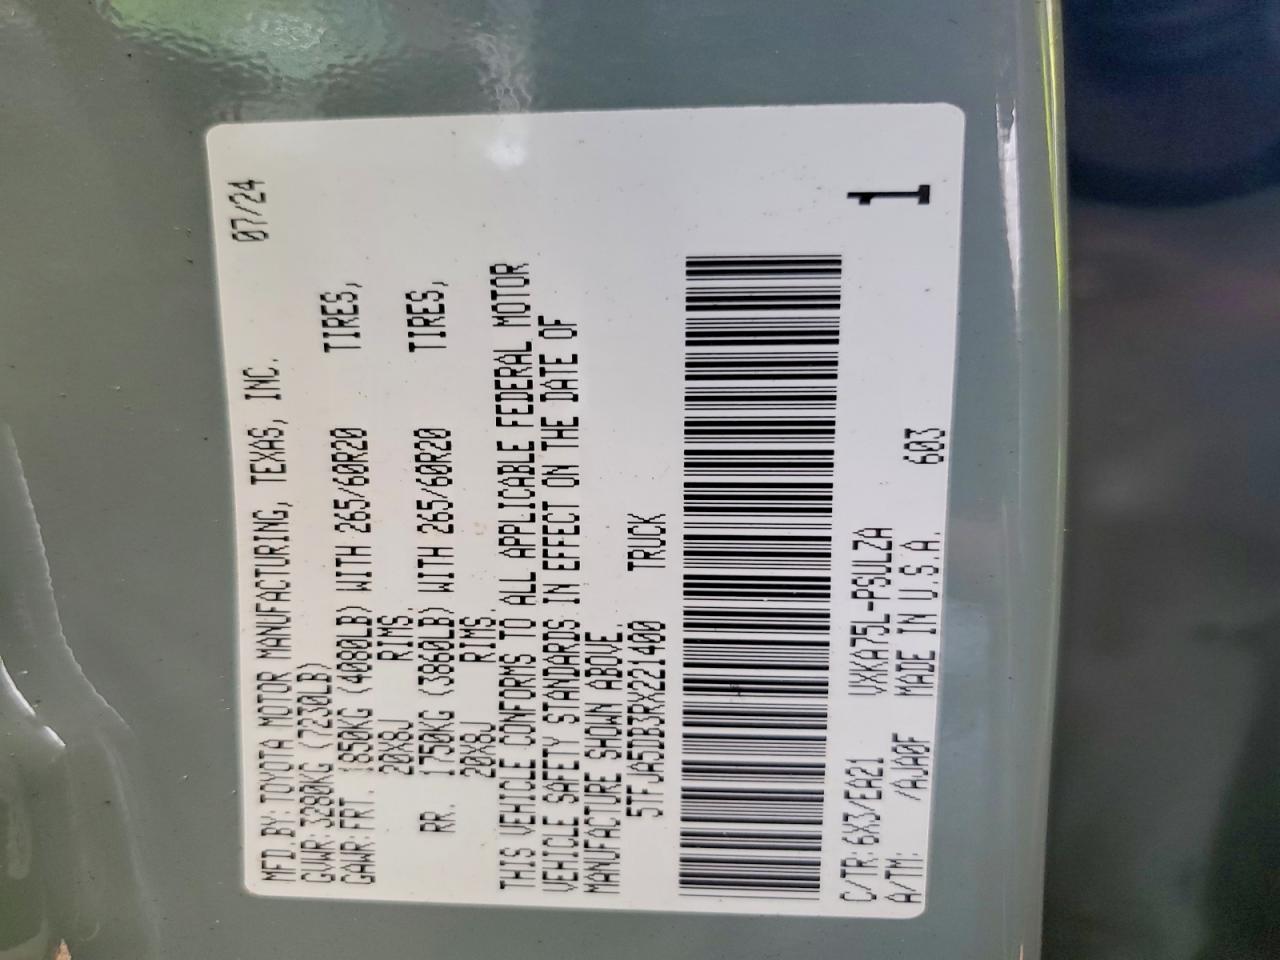 MFD.BY:TOYOTA MOTOR MANUFACTURING, TEXAS, INC. 07/24
GVWR:3280KG (7230LB)
GAWR:FRT. 1850KG (4080LB) WITH 265/60R20 TIRES,
20X8J RIMS.
RR. 1750KG (3860LB) WITH 265/60R20 TIRES,
20X8J RIMS.
THIS VEHICLE CONFORMS TO ALL APPLICABLE FEDERAL MOTOR
VEHICLE SAFETY STANDARDS IN EFFECT ON THE DATE OF
MANUFACTURE SHOWN ABOVE.
5TFJA5DB3RX221400 TRUCK
C/TR:6X3/EA21 VXKA75L-PSULZA
A/TM: /AJA0F MADE IN U.S.A. 603
1